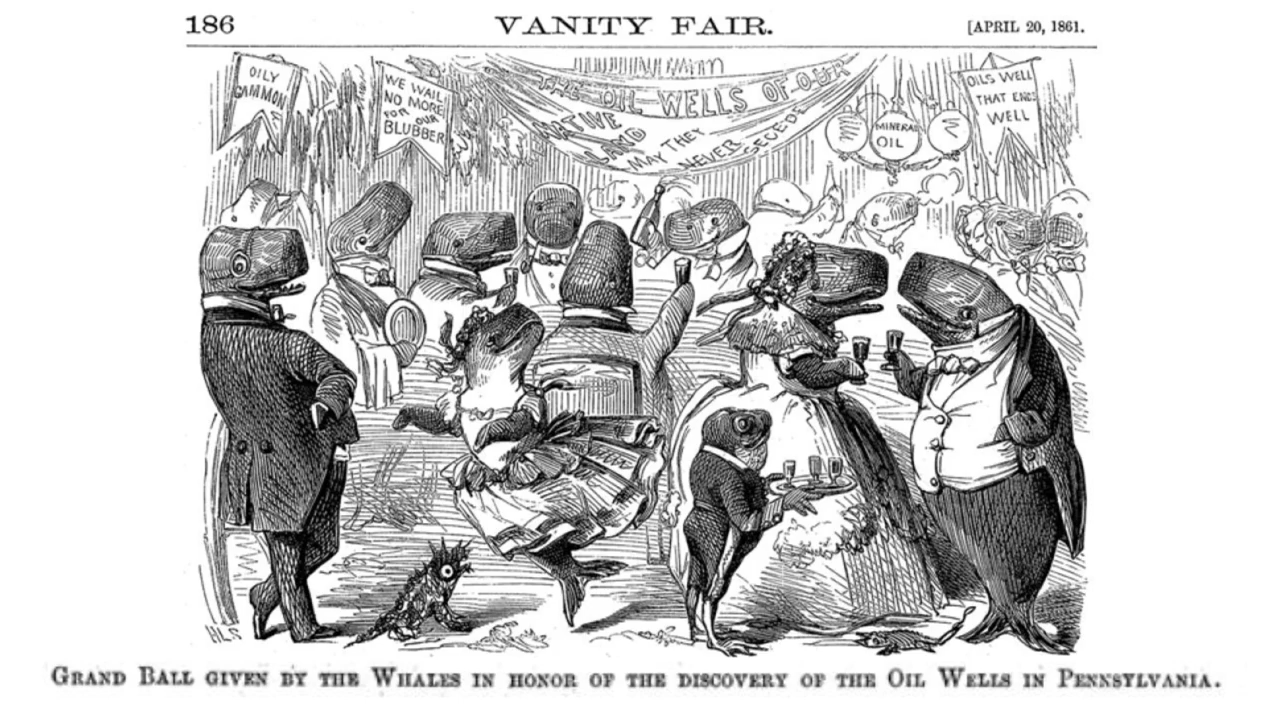 186
VANITY FAIR.
[APRIL 20, 1861.
OILY
GAMMON
WE WAIL
NO MORE
FOR OUR
BLUBBER
THE OIL WELLS OF OUR
NATIVE
LAND
MAY THEY
NEVER
SECEDE
MINERAL
OIL
OILS WELL
THAT ENDS
WELL
6
HLS
GRAND BALL GIVEN BY THE WHALES IN HONOR OF THE DISCOVERY OF THE OIL WELLS IN PENNSYLVANIA.